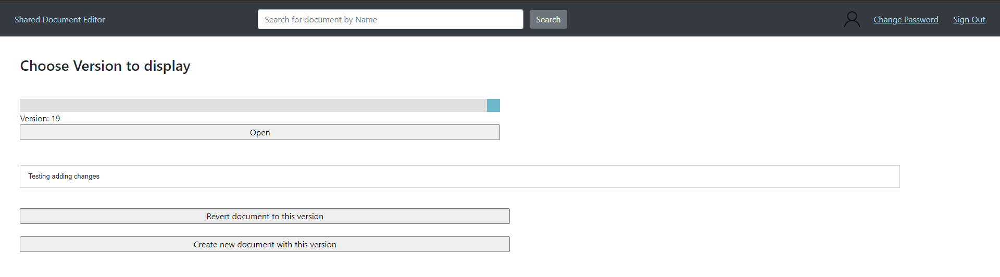 Shared Document Editor
Search for document by Name
Search
Change Password
Sign Out
Choose Version to display
Version: 19
Open
Testing adding changes
Revert document to this version
Create new document with this version